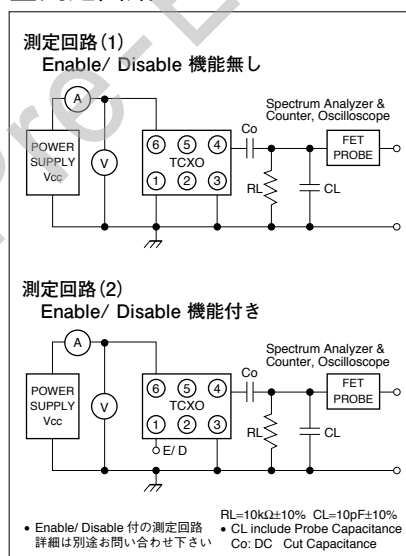 測定回路(1)
Enable/ Disable 機能無し
A
POWER
SUPPLY
Vcc
V
6 5 4
TCXO
1 2 3
Co
Spectrum Analyzer &
Counter, Oscilloscope
FET
PROBE
RL
CL
測定回路(2)
Enable/ Disable 機能付き
A
POWER
SUPPLY
Vcc
V
6 5 4
TCXO
1 2 3
E/ D
Co
Spectrum Analyzer &
Counter, Oscilloscope
FET
PROBE
RL
CL
RL=10kΩ±10% CL=10pF±10%
• Enable/ Disable 付の測定回路
詳細は別途お問い合わせ下さい
• CL include Probe Capacitance
Co: DC Cut Capacitance